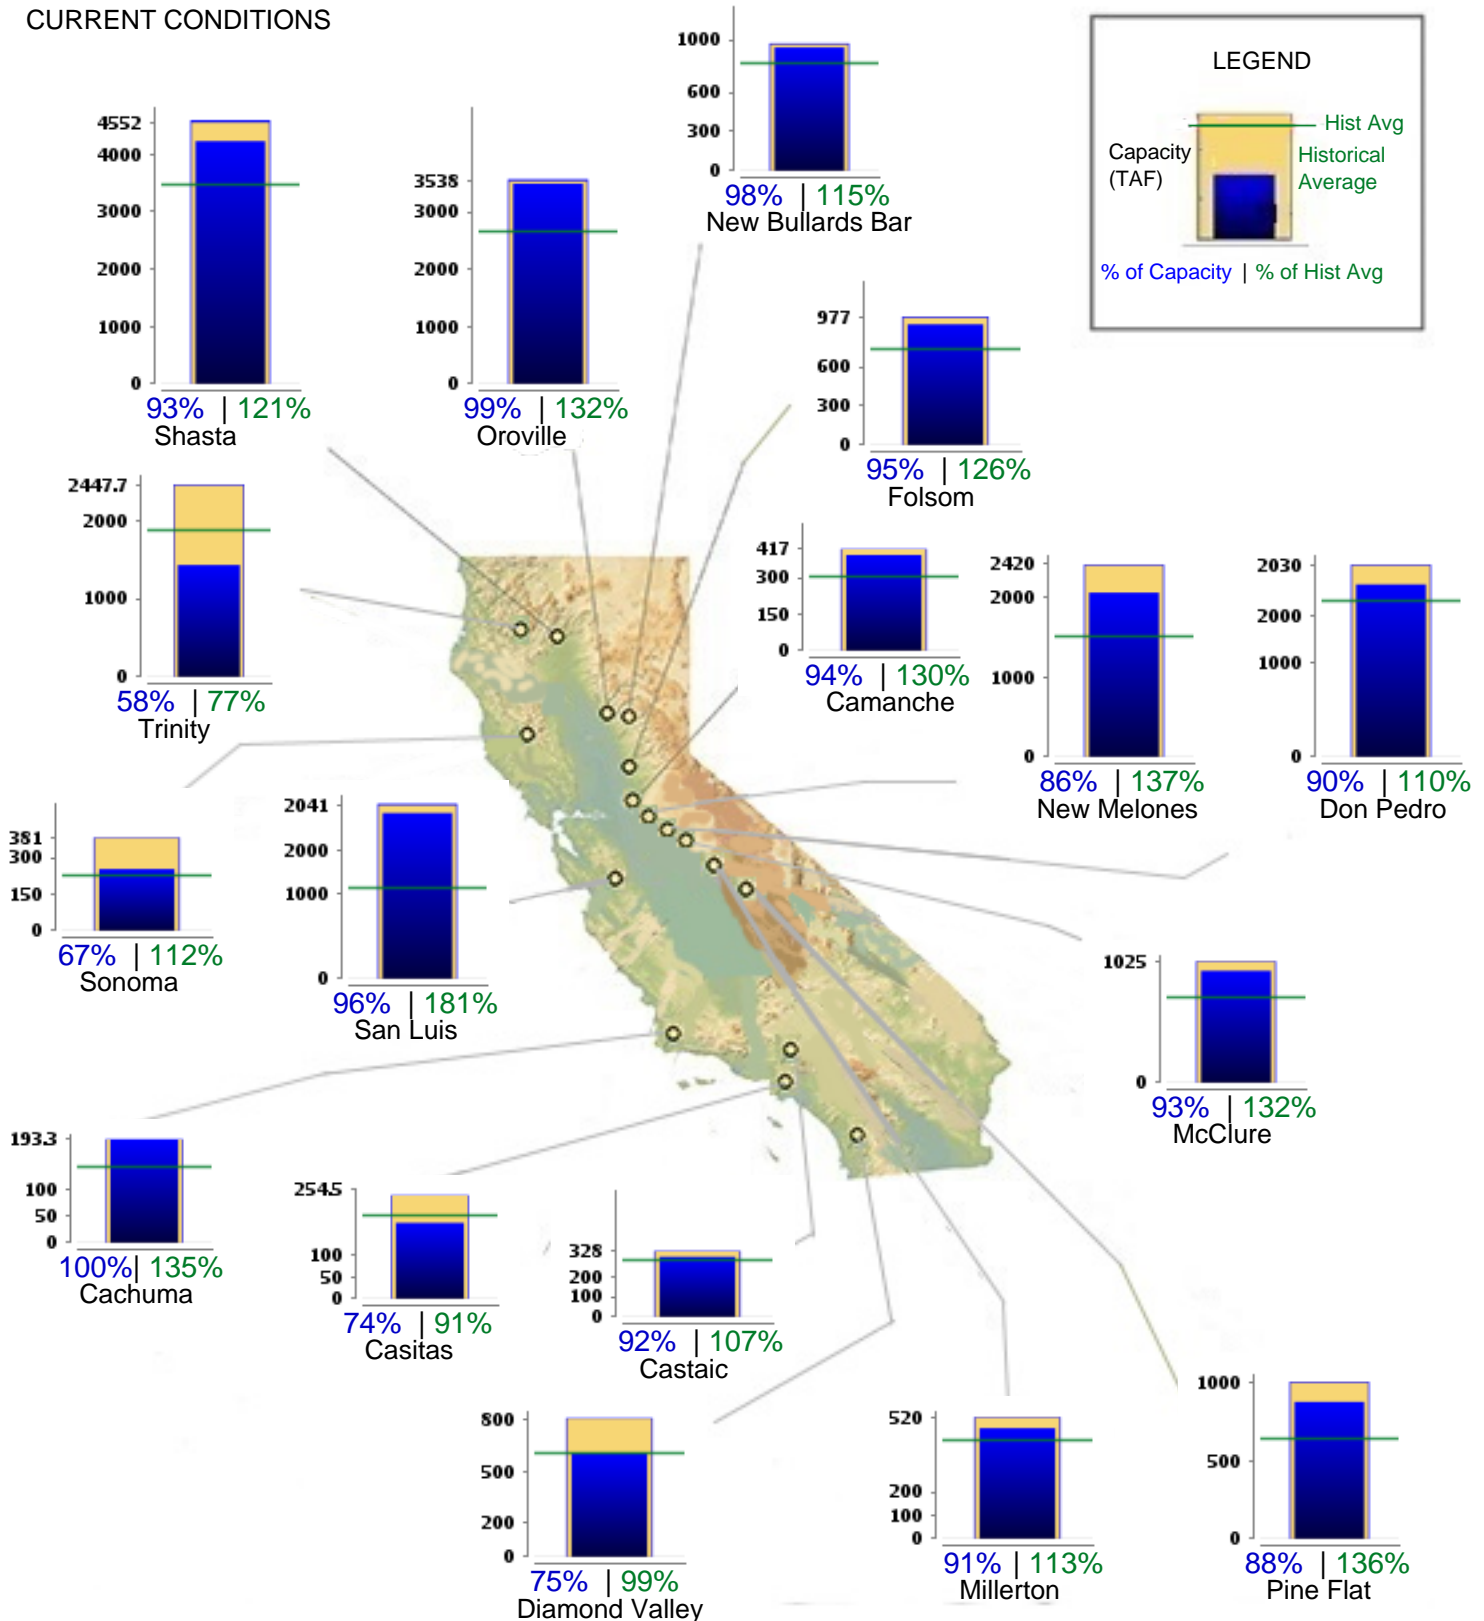 CURRENT CONDITIONS
LEGEND
Hist Avg
Capacity
(TAF)
Historical
Average
% of Capacity | % of Hist Avg
1000
600
300
0
98% | 115%
New Bullards Bar
4552
4000
3000
2000
1000
0
93% | 121%
Shasta
3538
3000
2000
1000
0
99% | 132%
Oroville
977
600
300
0
95% | 126%
Folsom
2447.7
2000
1000
0
58% | 77%
Trinity
417
300
150
0
94% | 130%
Camanche
2420
2000
1000
0
86% | 137%
New Melones
2030
2000
1000
0
90% | 110%
Don Pedro
381
300
150
0
67% | 112%
Sonoma
2041
2000
1000
0
96% | 181%
San Luis
1025
0
93% | 132%
McClure
193.3
100
50
0
100% | 135%
Cachuma
254.5
100
50
0
74% | 91%
Casitas
328
200
100
0
92% | 107%
Castaic
800
500
200
0
75% | 99%
Diamond Valley
520
200
100
0
91% | 113%
Millerton
1000
500
0
88% | 136%
Pine Flat